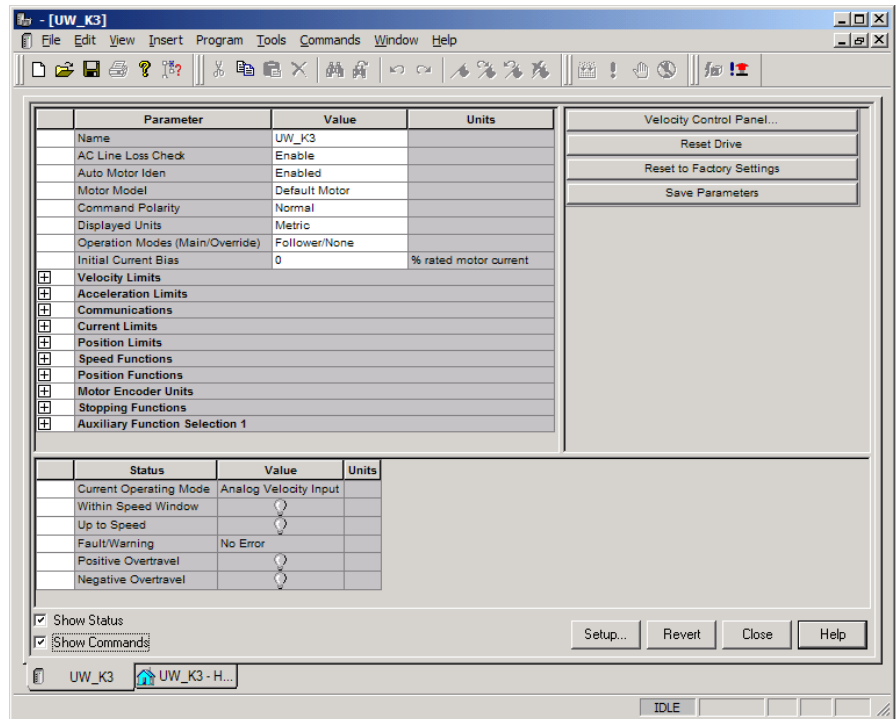 - [UW_K3]
File Edit View Insert Program Tools Commands Window Help
Parameter Value Units
Name UW_K3
AC Line Loss Check Enable
Auto Motor Iden Enabled
Motor Model Default Motor
Command Polarity Normal
Displayed Units Metric
Operation Modes (Main/Override) Follower/None
Initial Current Bias 0 % rated motor current
Velocity Limits
Acceleration Limits
Communications
Current Limits
Position Limits
Speed Functions
Position Functions
Motor Encoder Units
Stopping Functions
Auxiliary Function Selection 1
Velocity Control Panel...
Reset Drive
Reset to Factory Settings
Save Parameters
Status Value Units
Current Operating Mode Analog Velocity Input
Within Speed Window
Up to Speed
Fault/Warning No Error
Positive Overtravel
Negative Overtravel
Show Status
Show Commands
Setup... Revert Close Help
UW_K3 UW_K3 - H...
IDLE